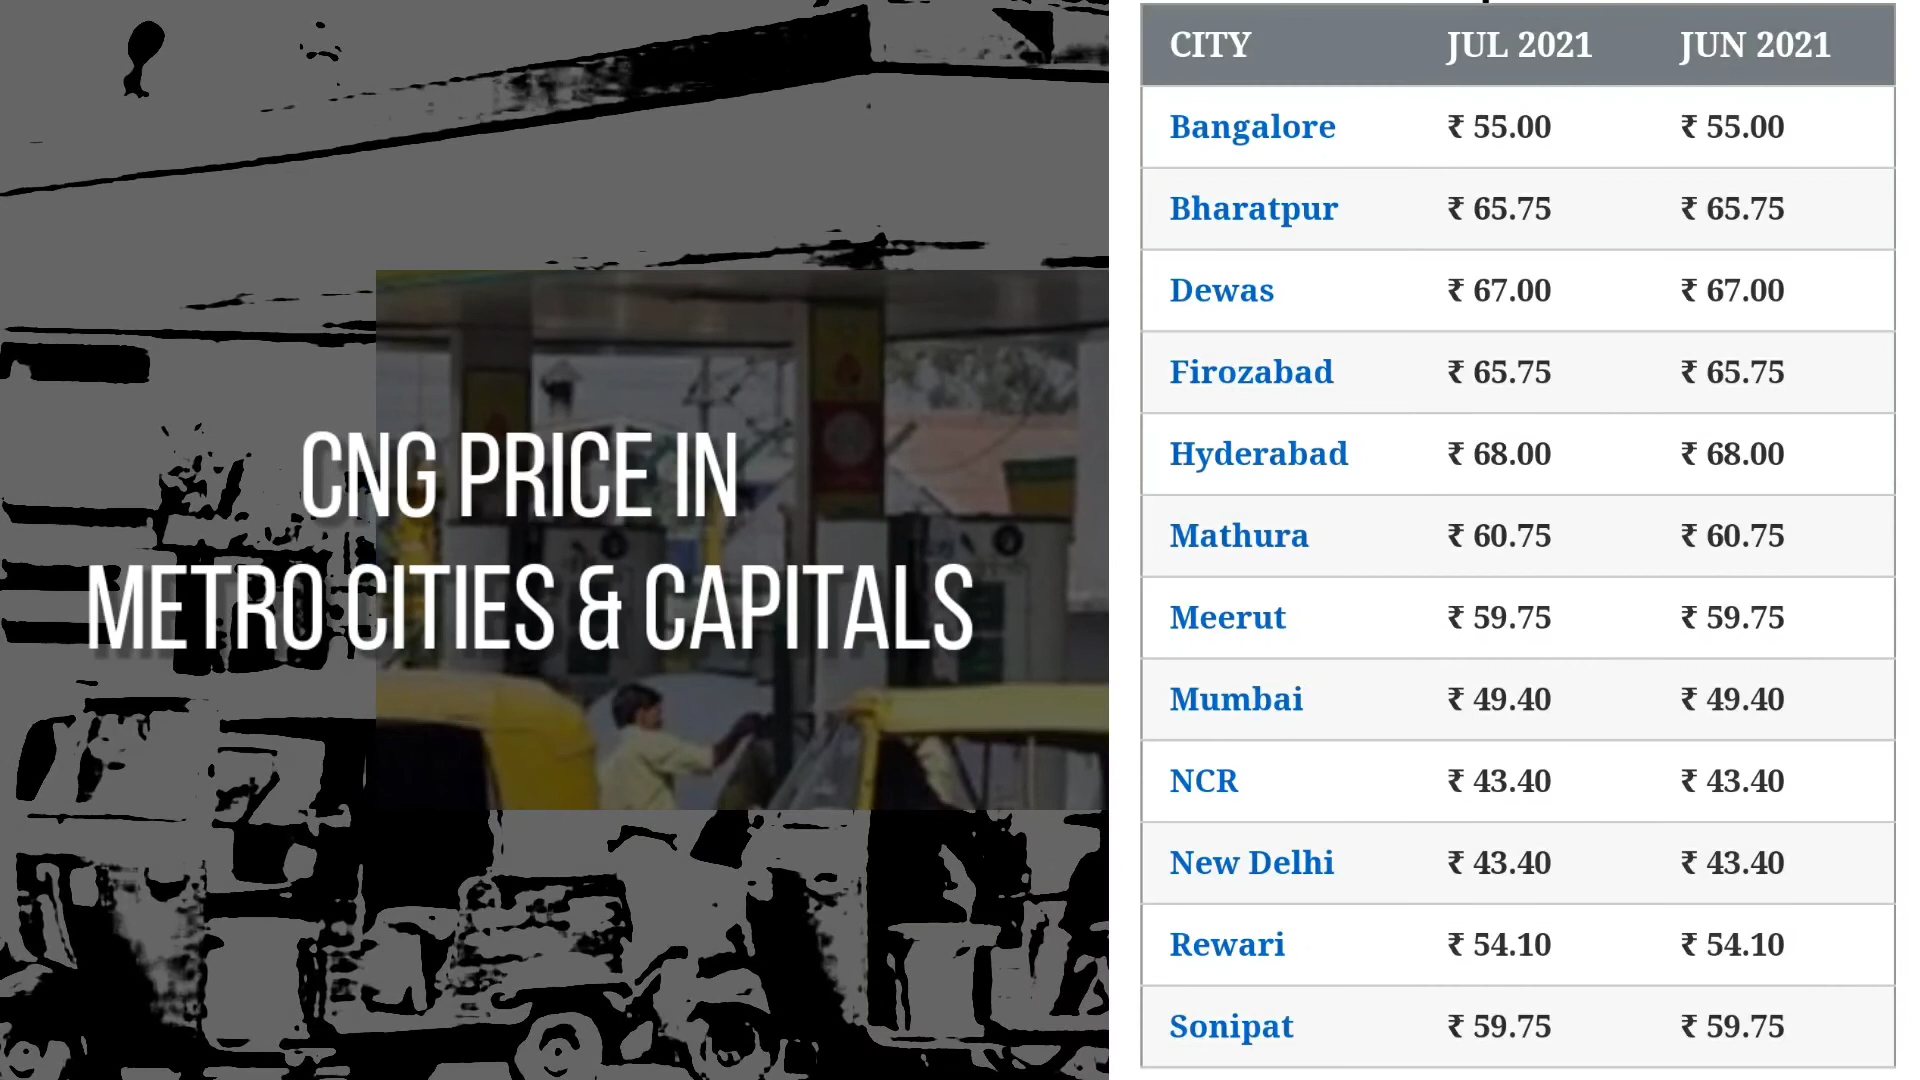 CNG PRICE IN
METRO CITIES & CAPITALS
CITY JUL 2021 JUN 2021
Bangalore ₹ 55.00 ₹ 55.00
Bharatpur ₹ 65.75 ₹ 65.75
Dewas ₹ 67.00 ₹ 67.00
Firozabad ₹ 65.75 ₹ 65.75
Hyderabad ₹ 68.00 ₹ 68.00
Mathura ₹ 60.75 ₹ 60.75
Meerut ₹ 59.75 ₹ 59.75
Mumbai ₹ 49.40 ₹ 49.40
NCR ₹ 43.40 ₹ 43.40
New Delhi ₹ 43.40 ₹ 43.40
Rewari ₹ 54.10 ₹ 54.10
Sonipat ₹ 59.75 ₹ 59.75